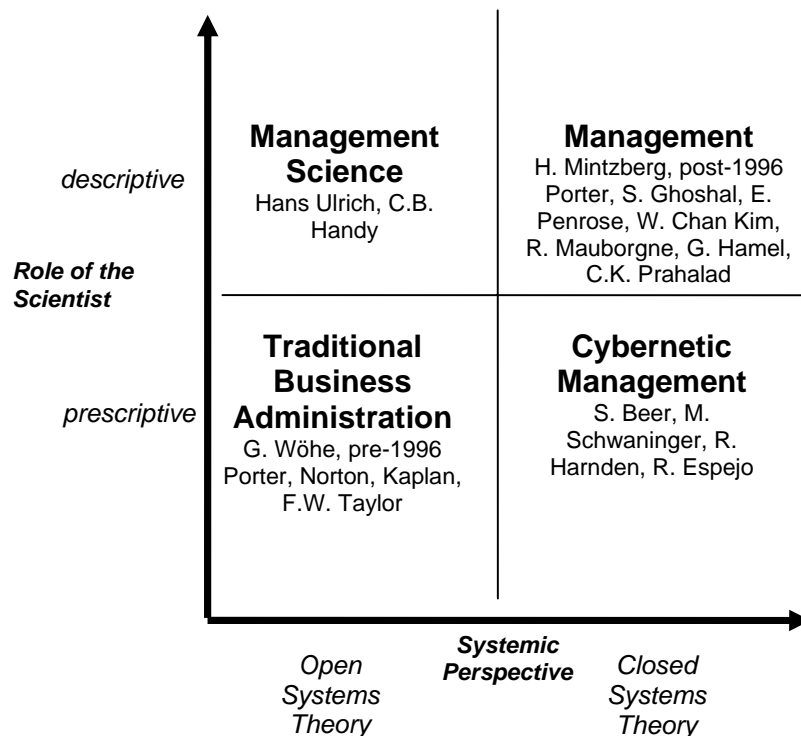 Management
Science
Hans Ulrich, C.B.
Handy
Management
H. Mintzberg, post-1996
Porter, S. Ghoshal, E.
Penrose, W. Chan Kim,
R. Mauborgne, G. Hamel,
C.K. Prahalad
descriptive
Role of the
Scientist
prescriptive
Traditional
Business
Administration
G. Wöhe, pre-1996
Porter, Norton, Kaplan,
F.W. Taylor
Cybernetic
Management
S. Beer, M.
Schwaninger, R.
Harnden, R. Espejo
Open
Systems
Theory
Systemic
Perspective
Closed
Systems
Theory